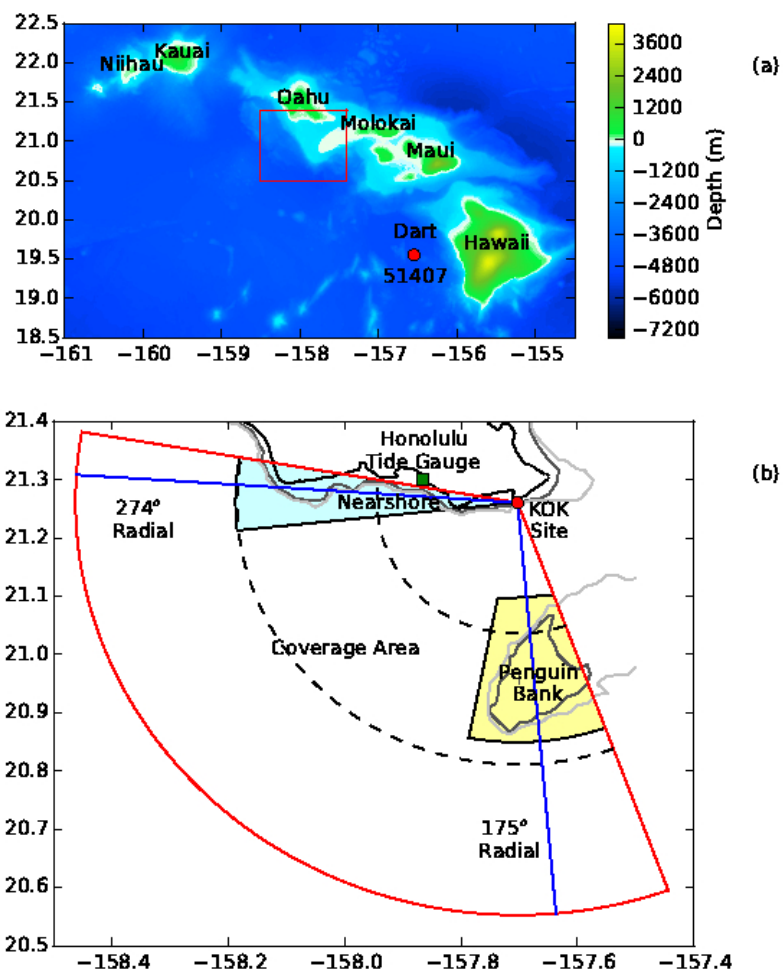 22.5
22.0
21.5
21.0
20.5
20.0
19.5
19.0
18.5
−161
−160
−159
−158
−157
−156
−155
Kauai
Niihau
Oahu
Molokai
Maui
Dart
51407
Hawaii
3600
2400
1200
0
−1200
−2400
−3600
−4800
−6000
−7200
Depth (m)
(a)
21.4
21.3
21.2
21.1
21.0
20.9
20.8
20.7
20.6
20.5
−158.4
−158.2
−158.0
−157.8
−157.6
−157.4
Honolulu
Tide Gauge
Nearshore
KOK
Site
274°
Radial
Coverage Area
Penguin
Bank
175°
Radial
(b)